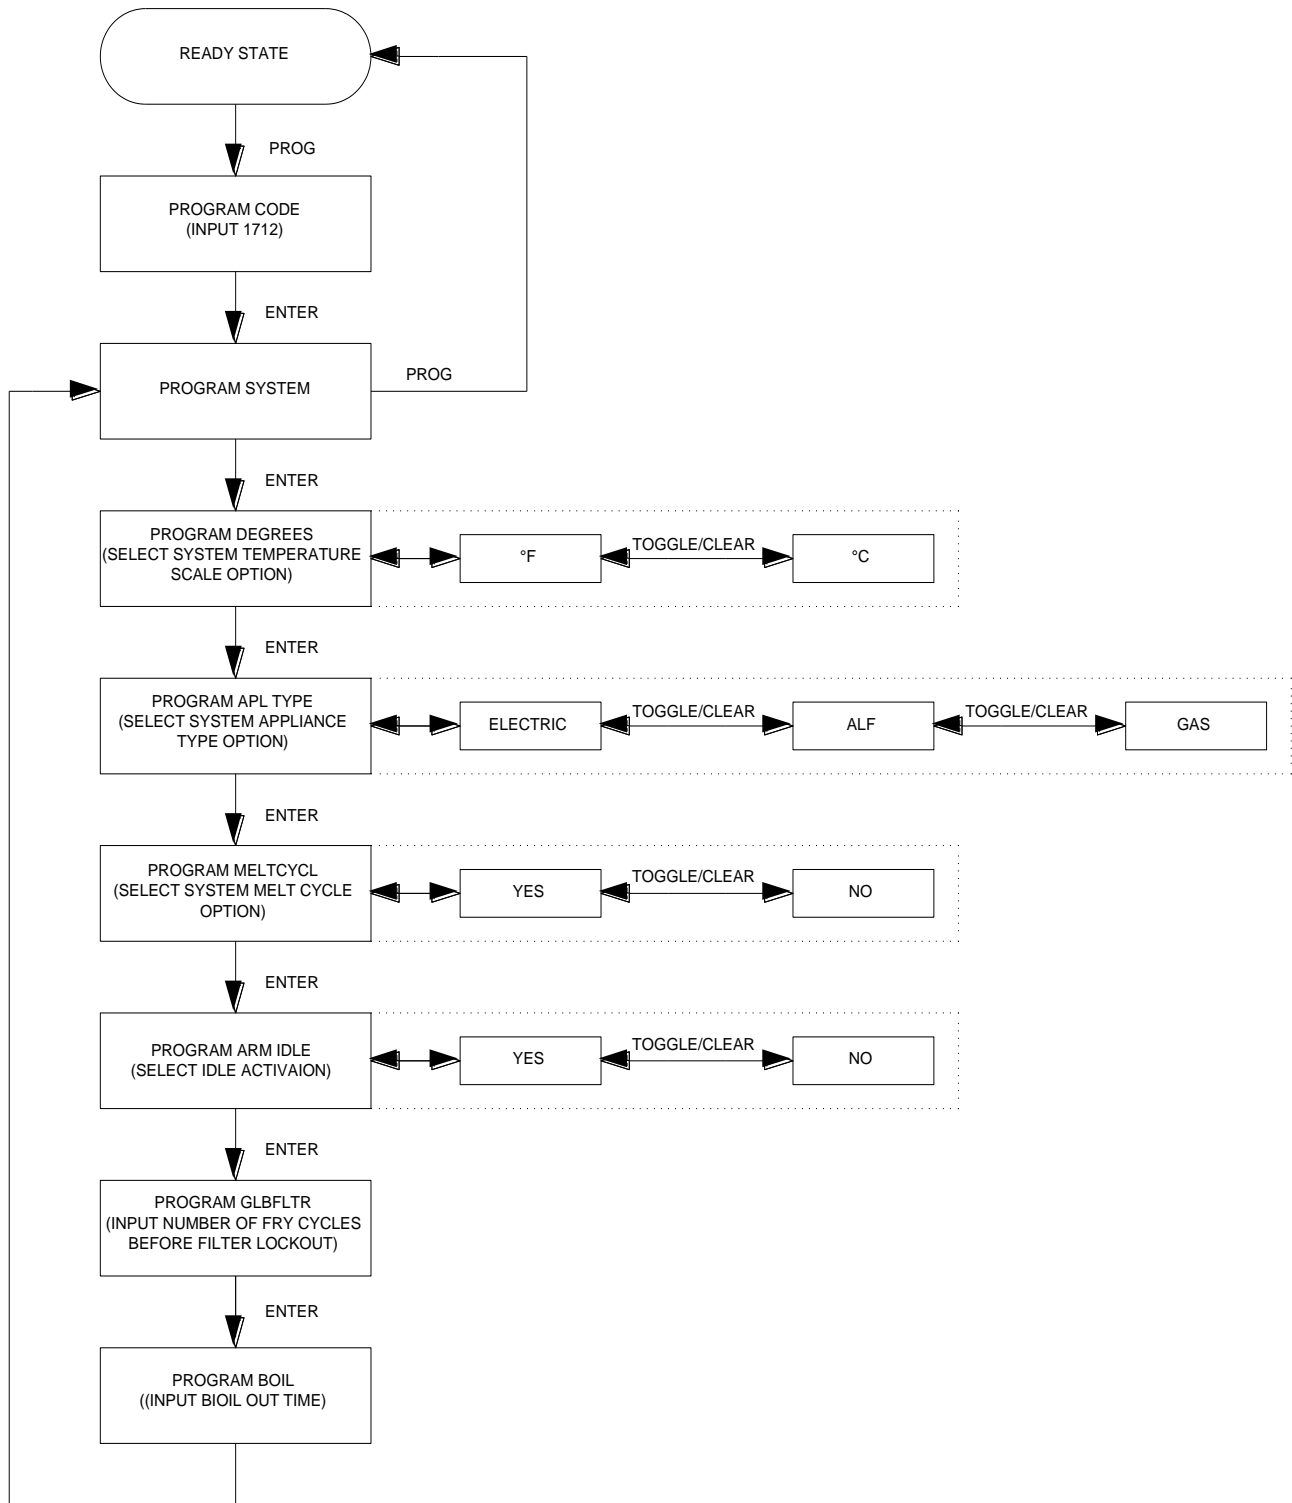 READY STATE
PROG
PROGRAM CODE
(INPUT 1712)
ENTER
PROGRAM SYSTEM
PROG
ENTER
PROGRAM DEGREES
(SELECT SYSTEM TEMPERATURE
SCALE OPTION)
°F
TOGGLE/CLEAR
°C
ENTER
PROGRAM APL TYPE
(SELECT SYSTEM APPLIANCE
TYPE OPTION)
ELECTRIC
TOGGLE/CLEAR
ALF
TOGGLE/CLEAR
GAS
ENTER
PROGRAM MELTCYCL
(SELECT SYSTEM MELT CYCLE
OPTION)
YES
TOGGLE/CLEAR
NO
ENTER
PROGRAM ARM IDLE
(SELECT IDLE ACTIVAION)
YES
TOGGLE/CLEAR
NO
ENTER
PROGRAM GLBFLTR
(INPUT NUMBER OF FRY CYCLES
BEFORE FILTER LOCKOUT)
ENTER
PROGRAM BOIL
((INPUT BIOIL OUT TIME)